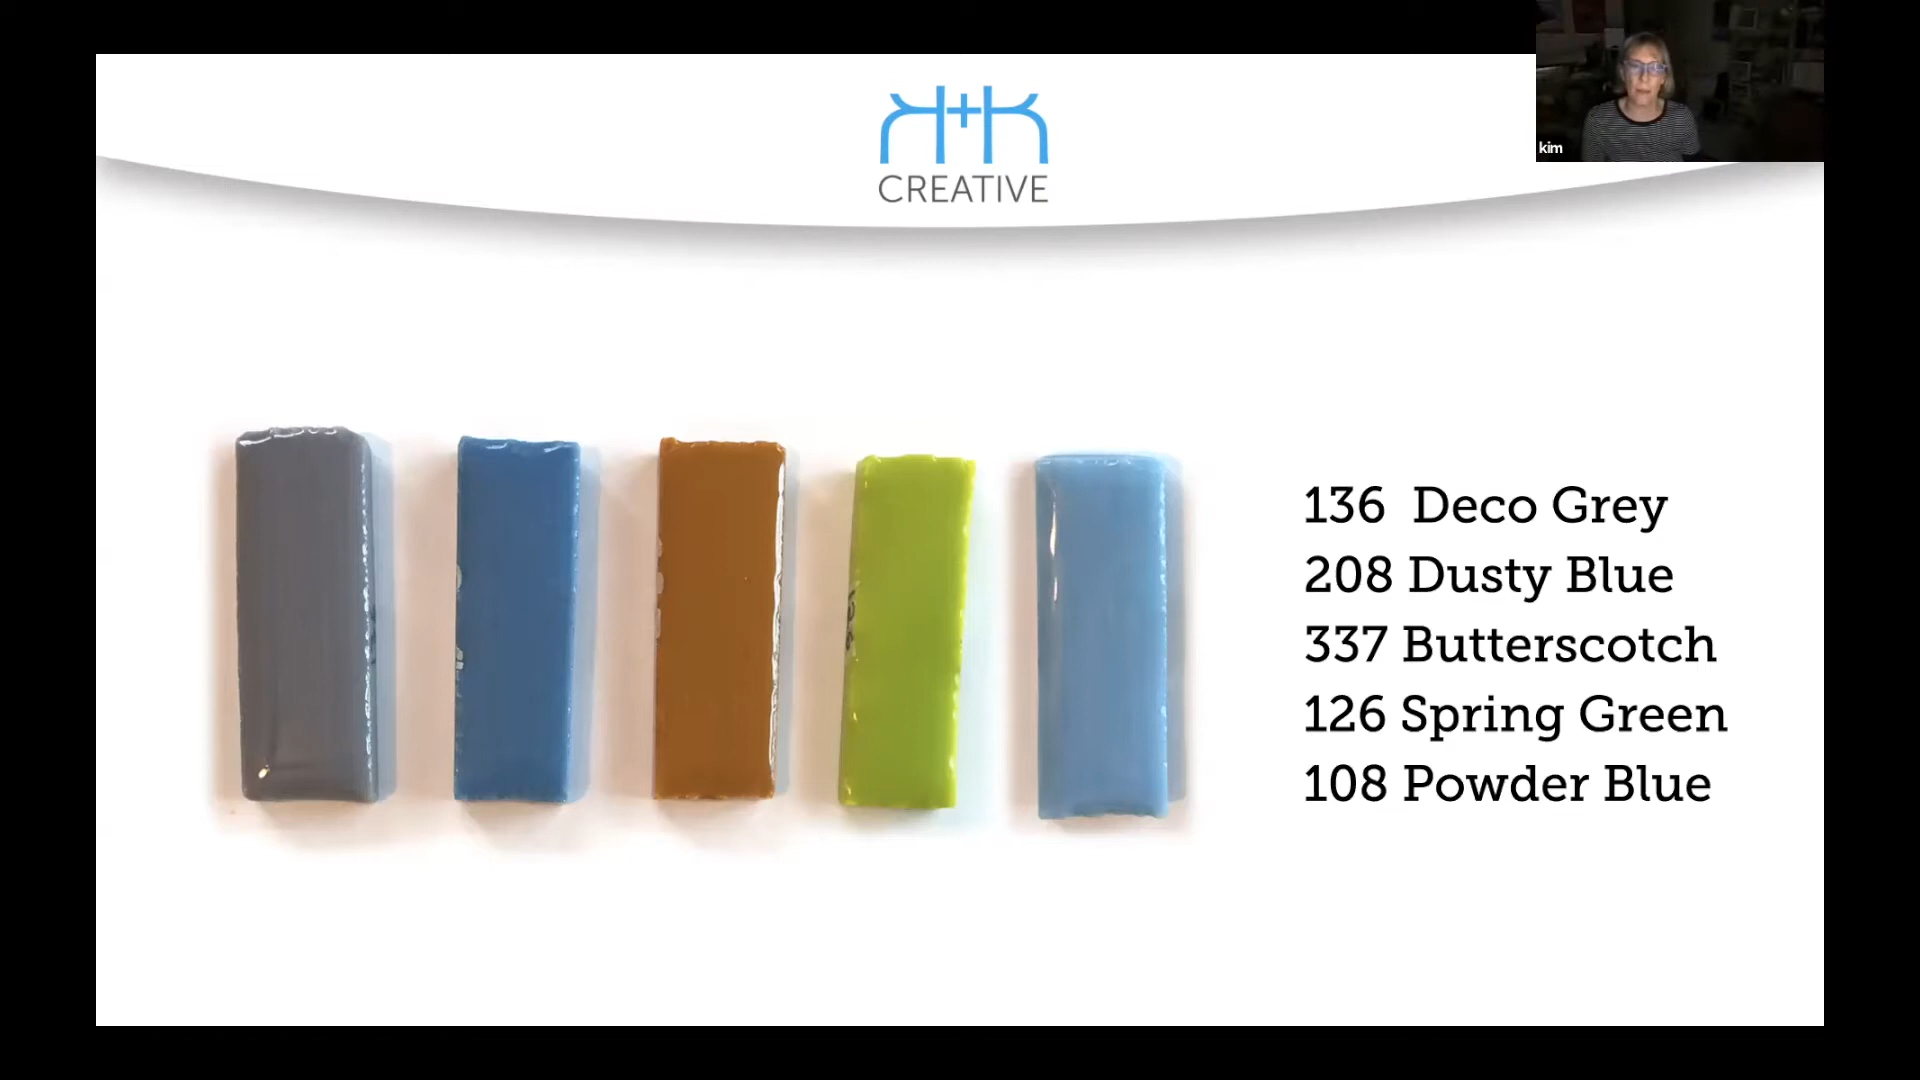 K+K
CREATIVE
kim
136 Deco Grey
208 Dusty Blue
337 Butterscotch
126 Spring Green
108 Powder Blue